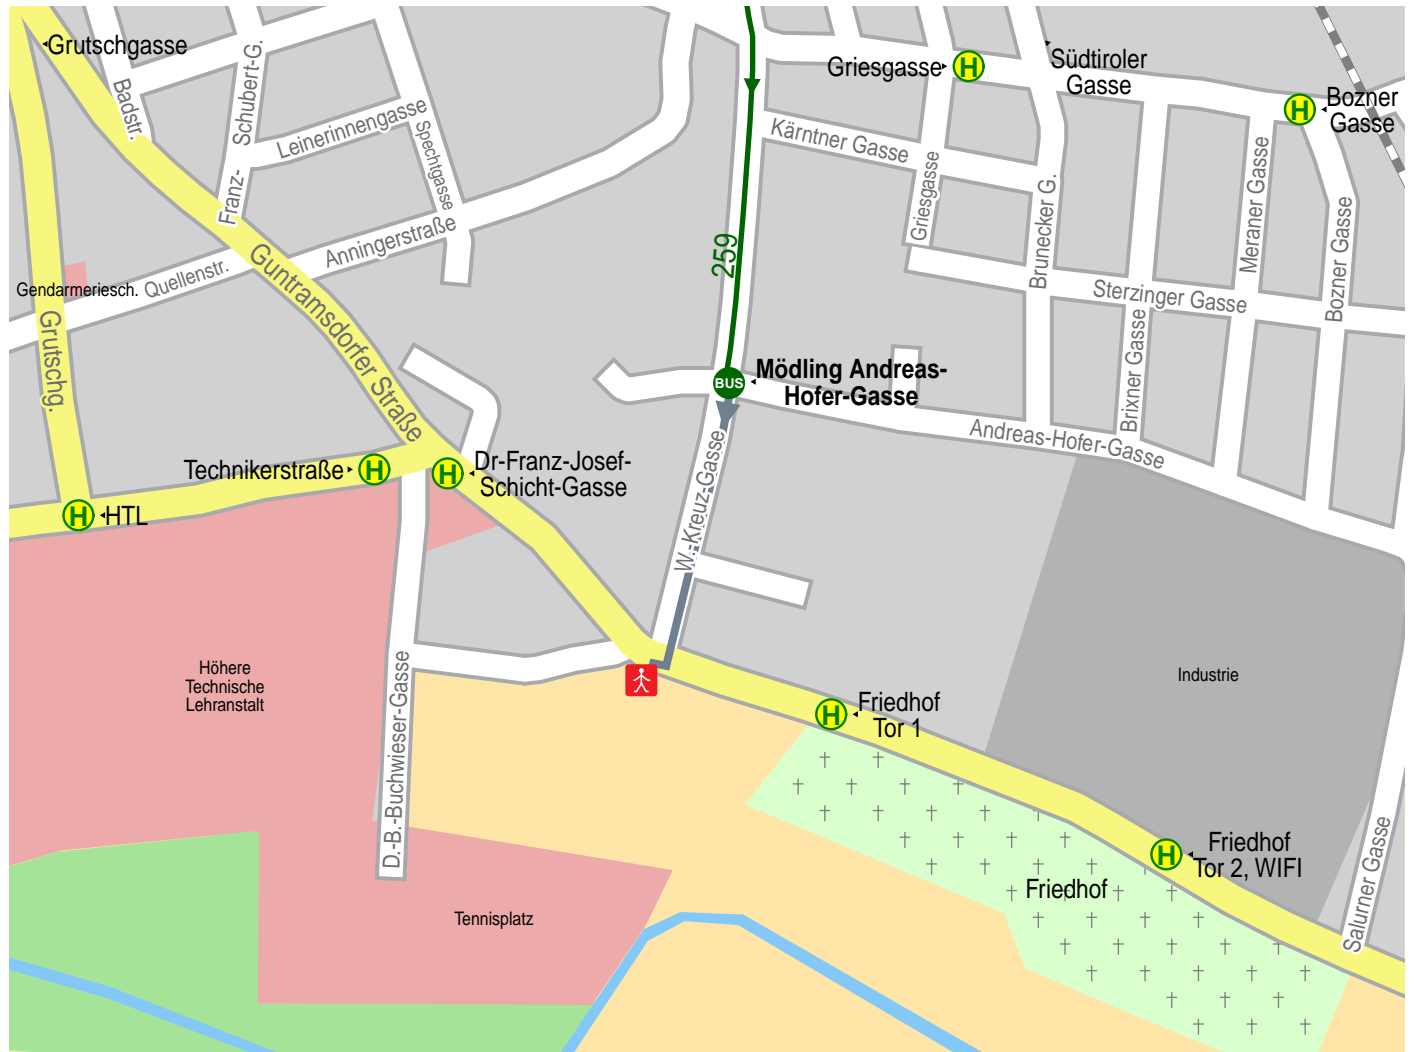 Grutschgasse
Badstr.
Franz-
Schubert-G.
Leinerinnengasse
Spechtgasse
Griesgasse
H
Südtiroler
Gasse
H
Bozner
Gasse
Kärntner Gasse
Griesgasse
Brunecker G.
Meraner Gasse
Bozner Gasse
Sterzinger Gasse
Brixner Gasse
259
Anningerstraße
Quellenstr.
Gendarmeriesch.
Grutschg.
Guntramsdorfer Straße
BUS
Mödling Andreas-
Hofer-Gasse
Andreas-Hofer-Gasse
Technikerstraße
H
H
Dr-Franz-Josef-
Schicht-Gasse
H
HTL
W.-Kreuz-Gasse
Höhere
Technische
Lehranstalt
D.-B.-Buchwieser-Gasse
Industrie
H
Friedhof
Tor 1
H
Friedhof
Tor 2, WIFI
Friedhof
Salurner Gasse
Tennisplatz